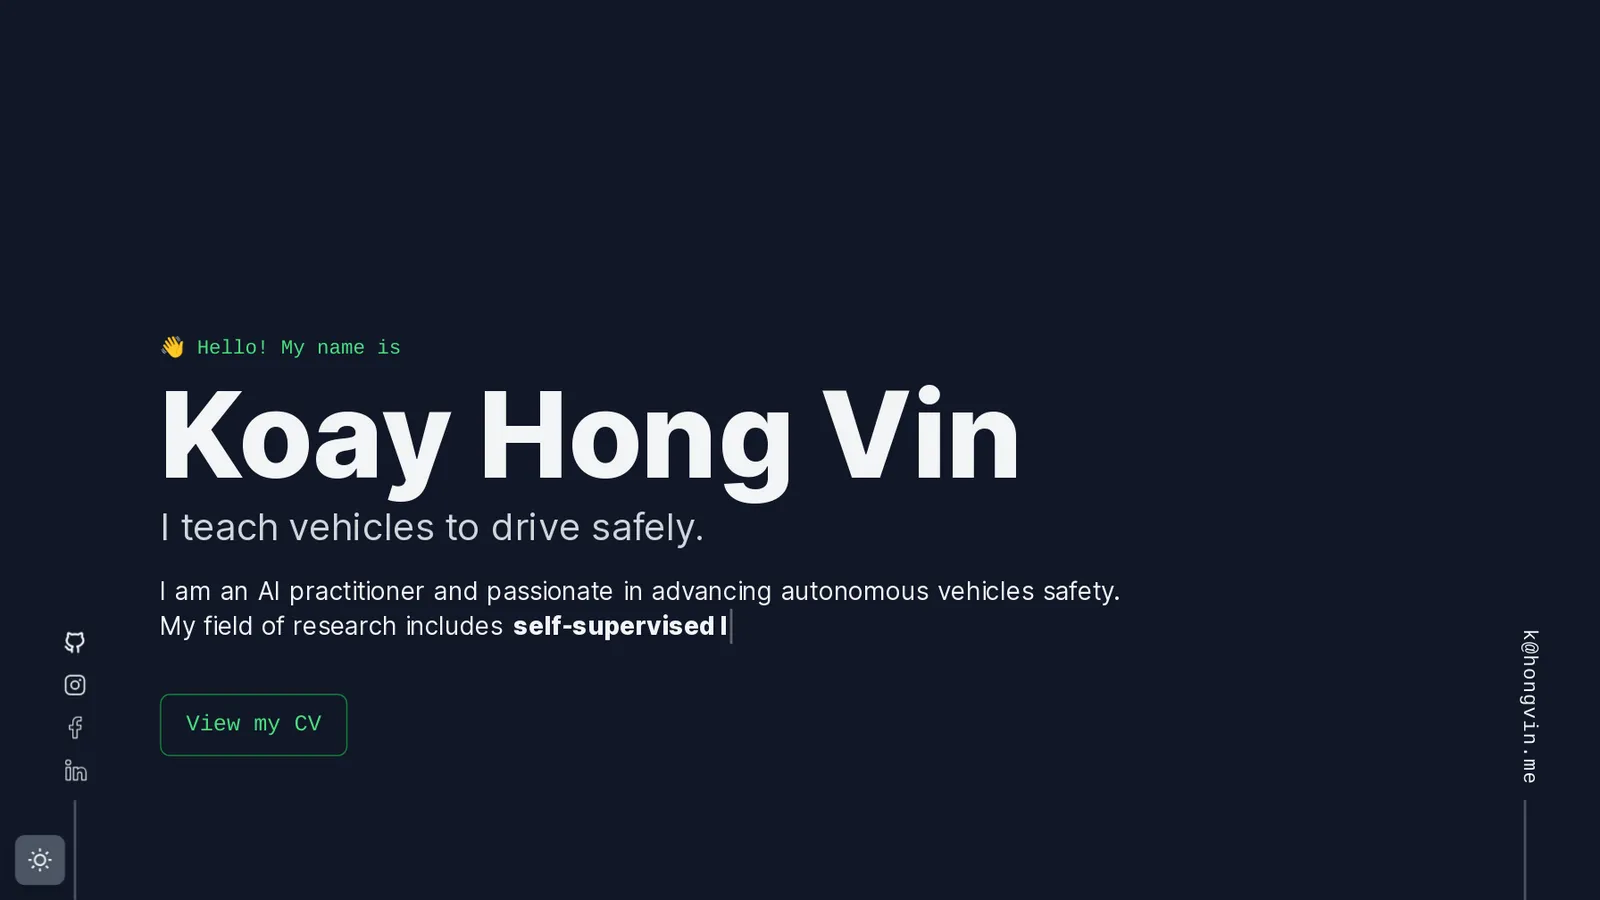 👋 Hello! My name is
Koay Hong Vin
I teach vehicles to drive safely.
I am an AI practitioner and passionate in advancing autonomous vehicles safety.
My field of research includes self-supervised l
View my CV
k@hongvin.me